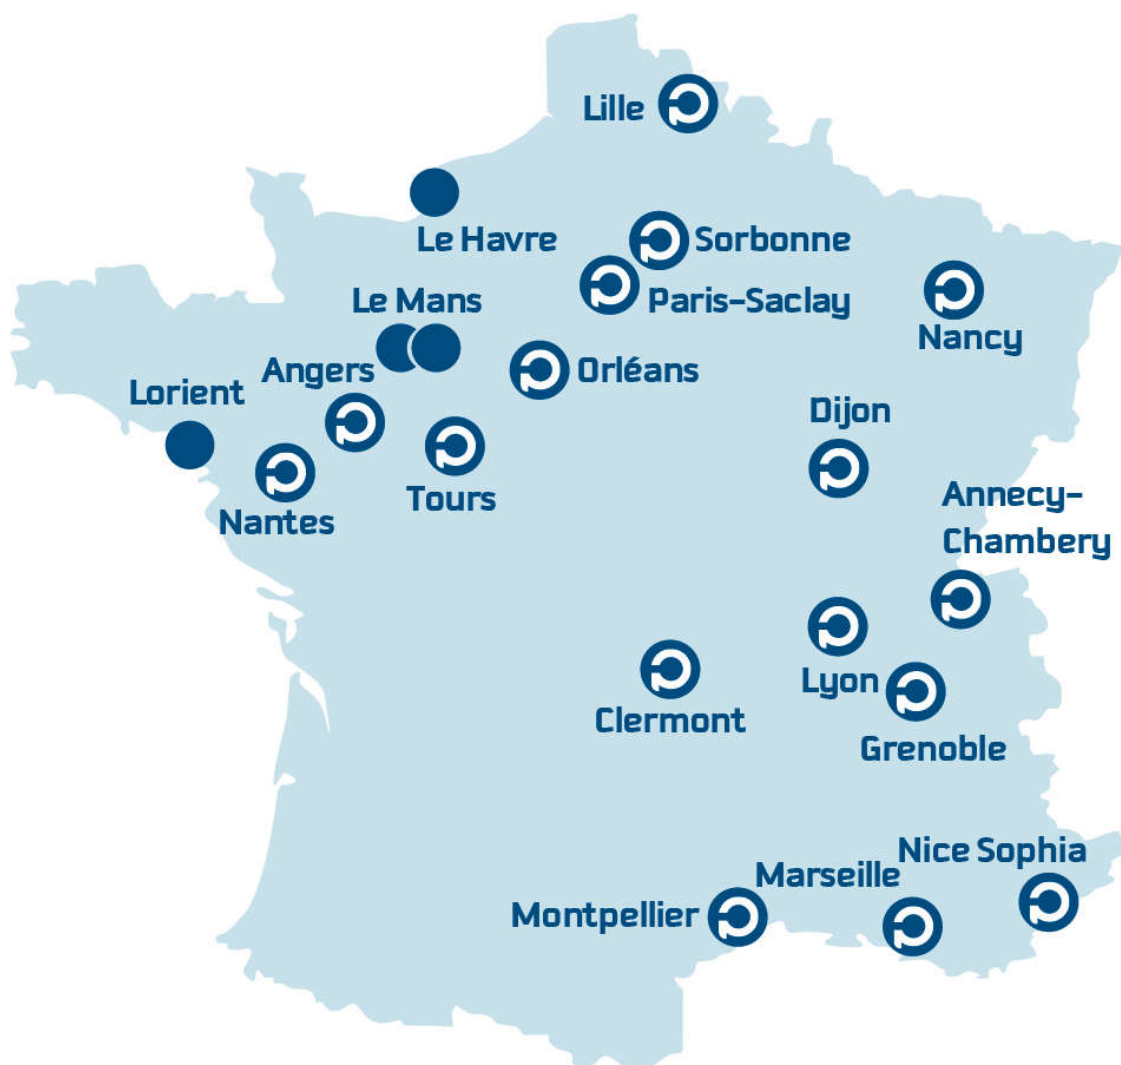 Lille
Le Havre
Sorbonne
Le Mans
Paris-Saclay
Nancy
Angers
Orléans
Lorient
Dijon
Tours
Nantes
Annecy-
Chambery
Lyon
Clermont
Grenoble
Nice Sophia
Marseille
Montpellier